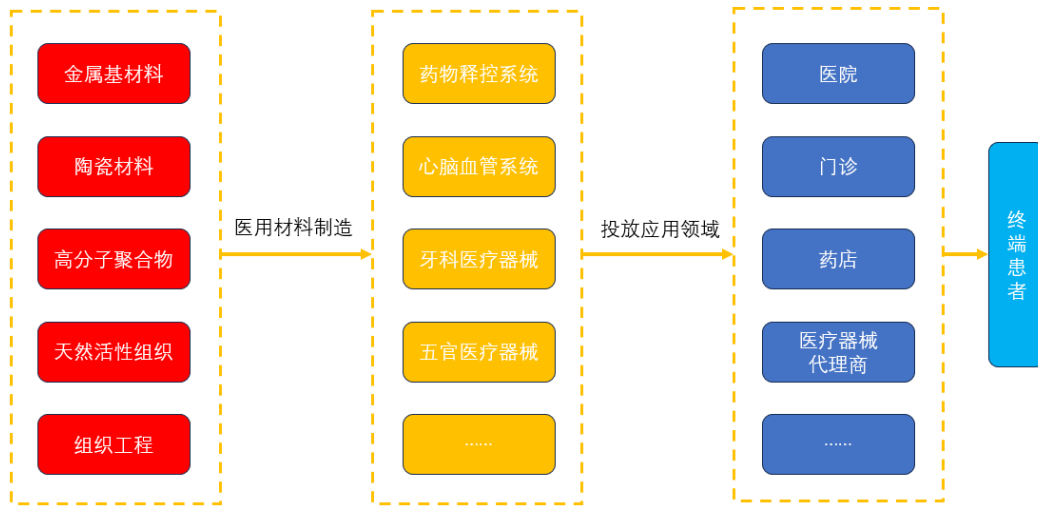 金属基材料
陶瓷材料
高分子聚合物
天然活性组织
组织工程
医用材料制造
药物释控系统
心脑血管系统
牙科医疗器械
五官医疗器械
……
投放应用领域
医院
门诊
药店
医疗器械
代理商
……
终端患者